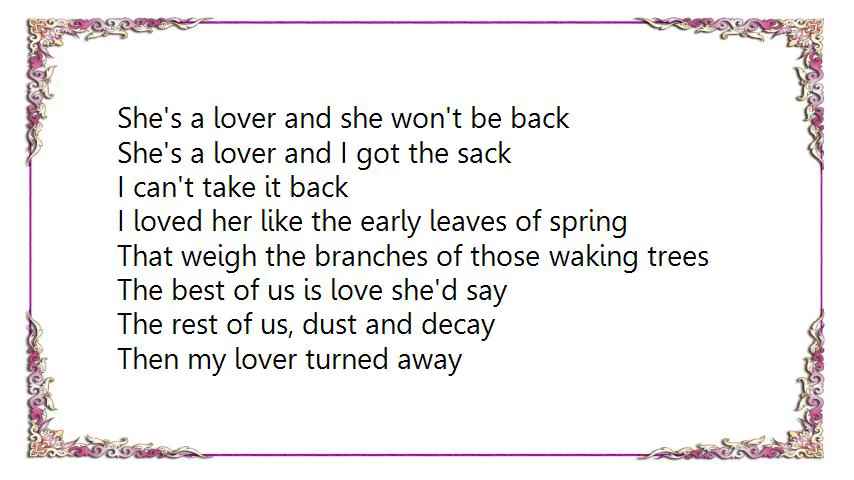 She's a lover and she won't be back
She's a lover and I got the sack
I can't take it back
I loved her like the early leaves of spring
That weigh the branches of those waking trees
The best of us is love she'd say
The rest of us, dust and decay
Then my lover turned away